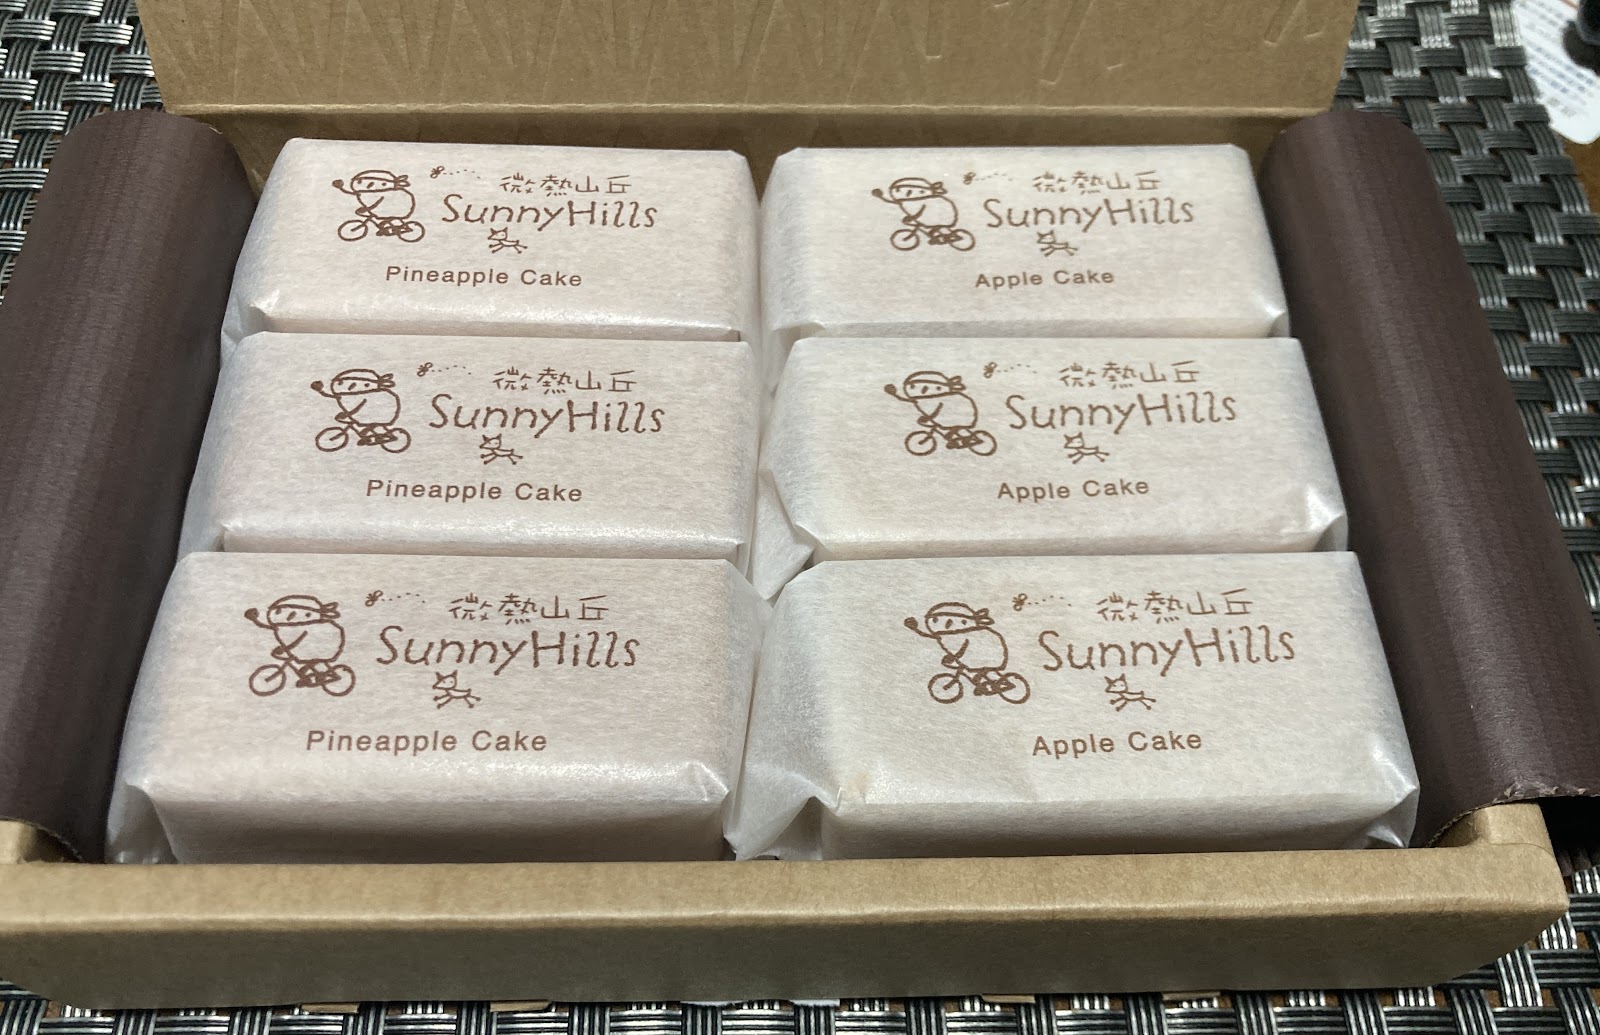 微熱山丘
SunnyHills
Pineapple Cake
微熱山丘
SunnyHills
Apple Cake
微熱山丘
SunnyHills
Pineapple Cake
微熱山丘
SunnyHills
Apple Cake
微熱山丘
SunnyHills
Pineapple Cake
微熱山丘
SunnyHills
Apple Cake